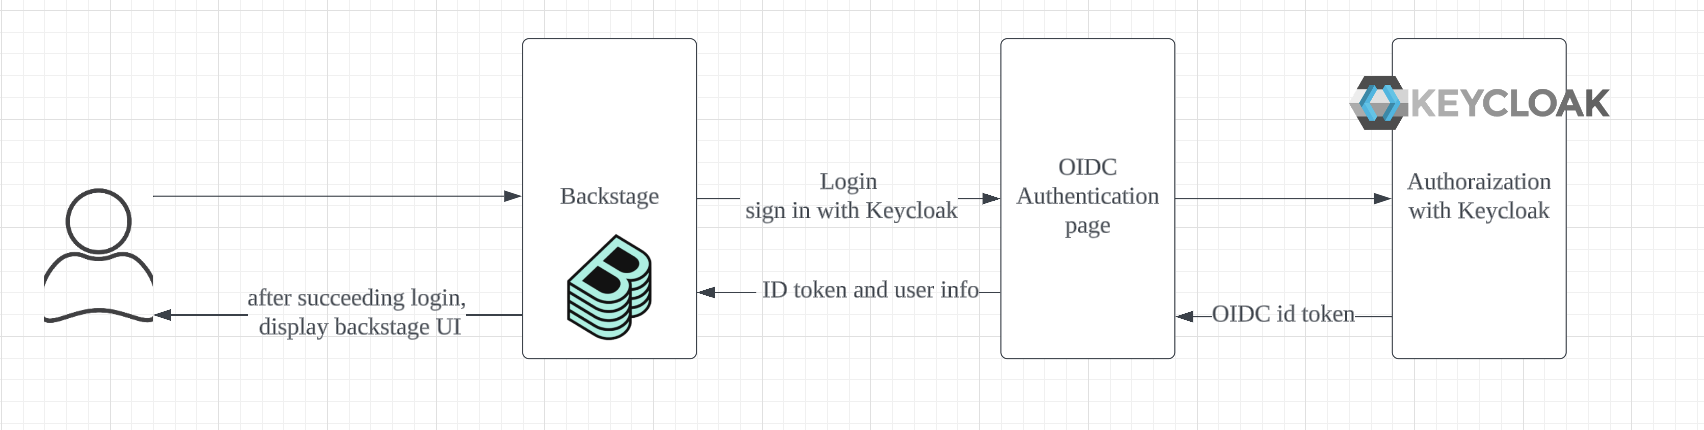 Backstage
Login
sign in with Keycloak
OIDC
Authentication
page
KEYCLOAK
Authoraization
with Keycloak
ID token and user info
OIDC id token
after succeeding login,
display backstage UI